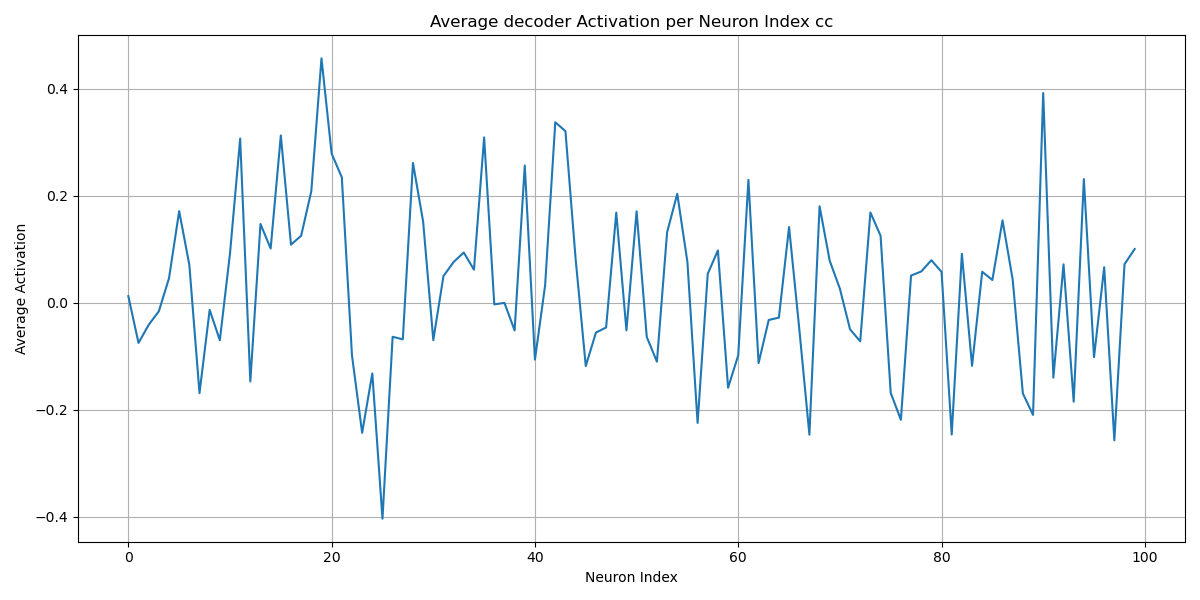 Average decoder Activation per Neuron Index cc
Average Activation
0.4
0.2
0.0
−0.2
−0.4
0 20 40 60 80 100
Neuron Index